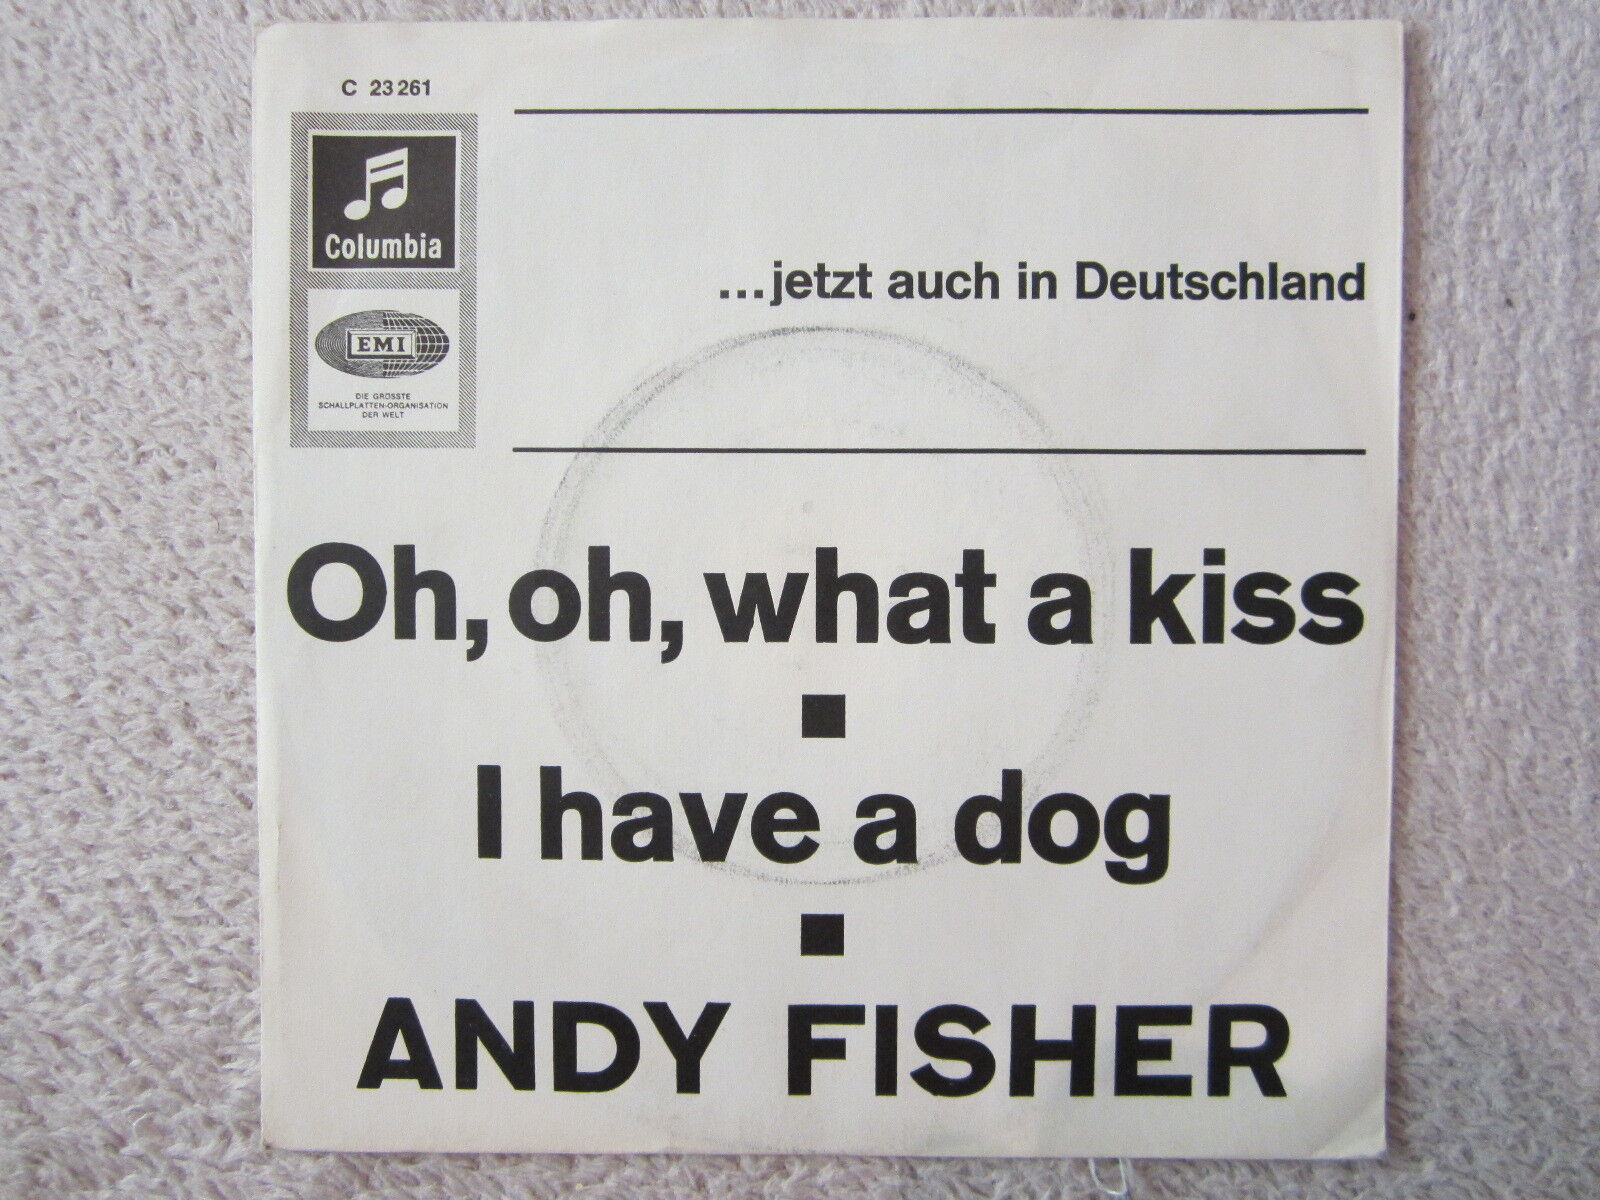 C 23 261
Columbia
EMI
DIE GRÖSSTE
SCHALLPLATTEN-ORGANISATION
DER WELT
...jetzt auch in Deutschland
Oh, oh, what a kiss
I have a dog
ANDY FISHER